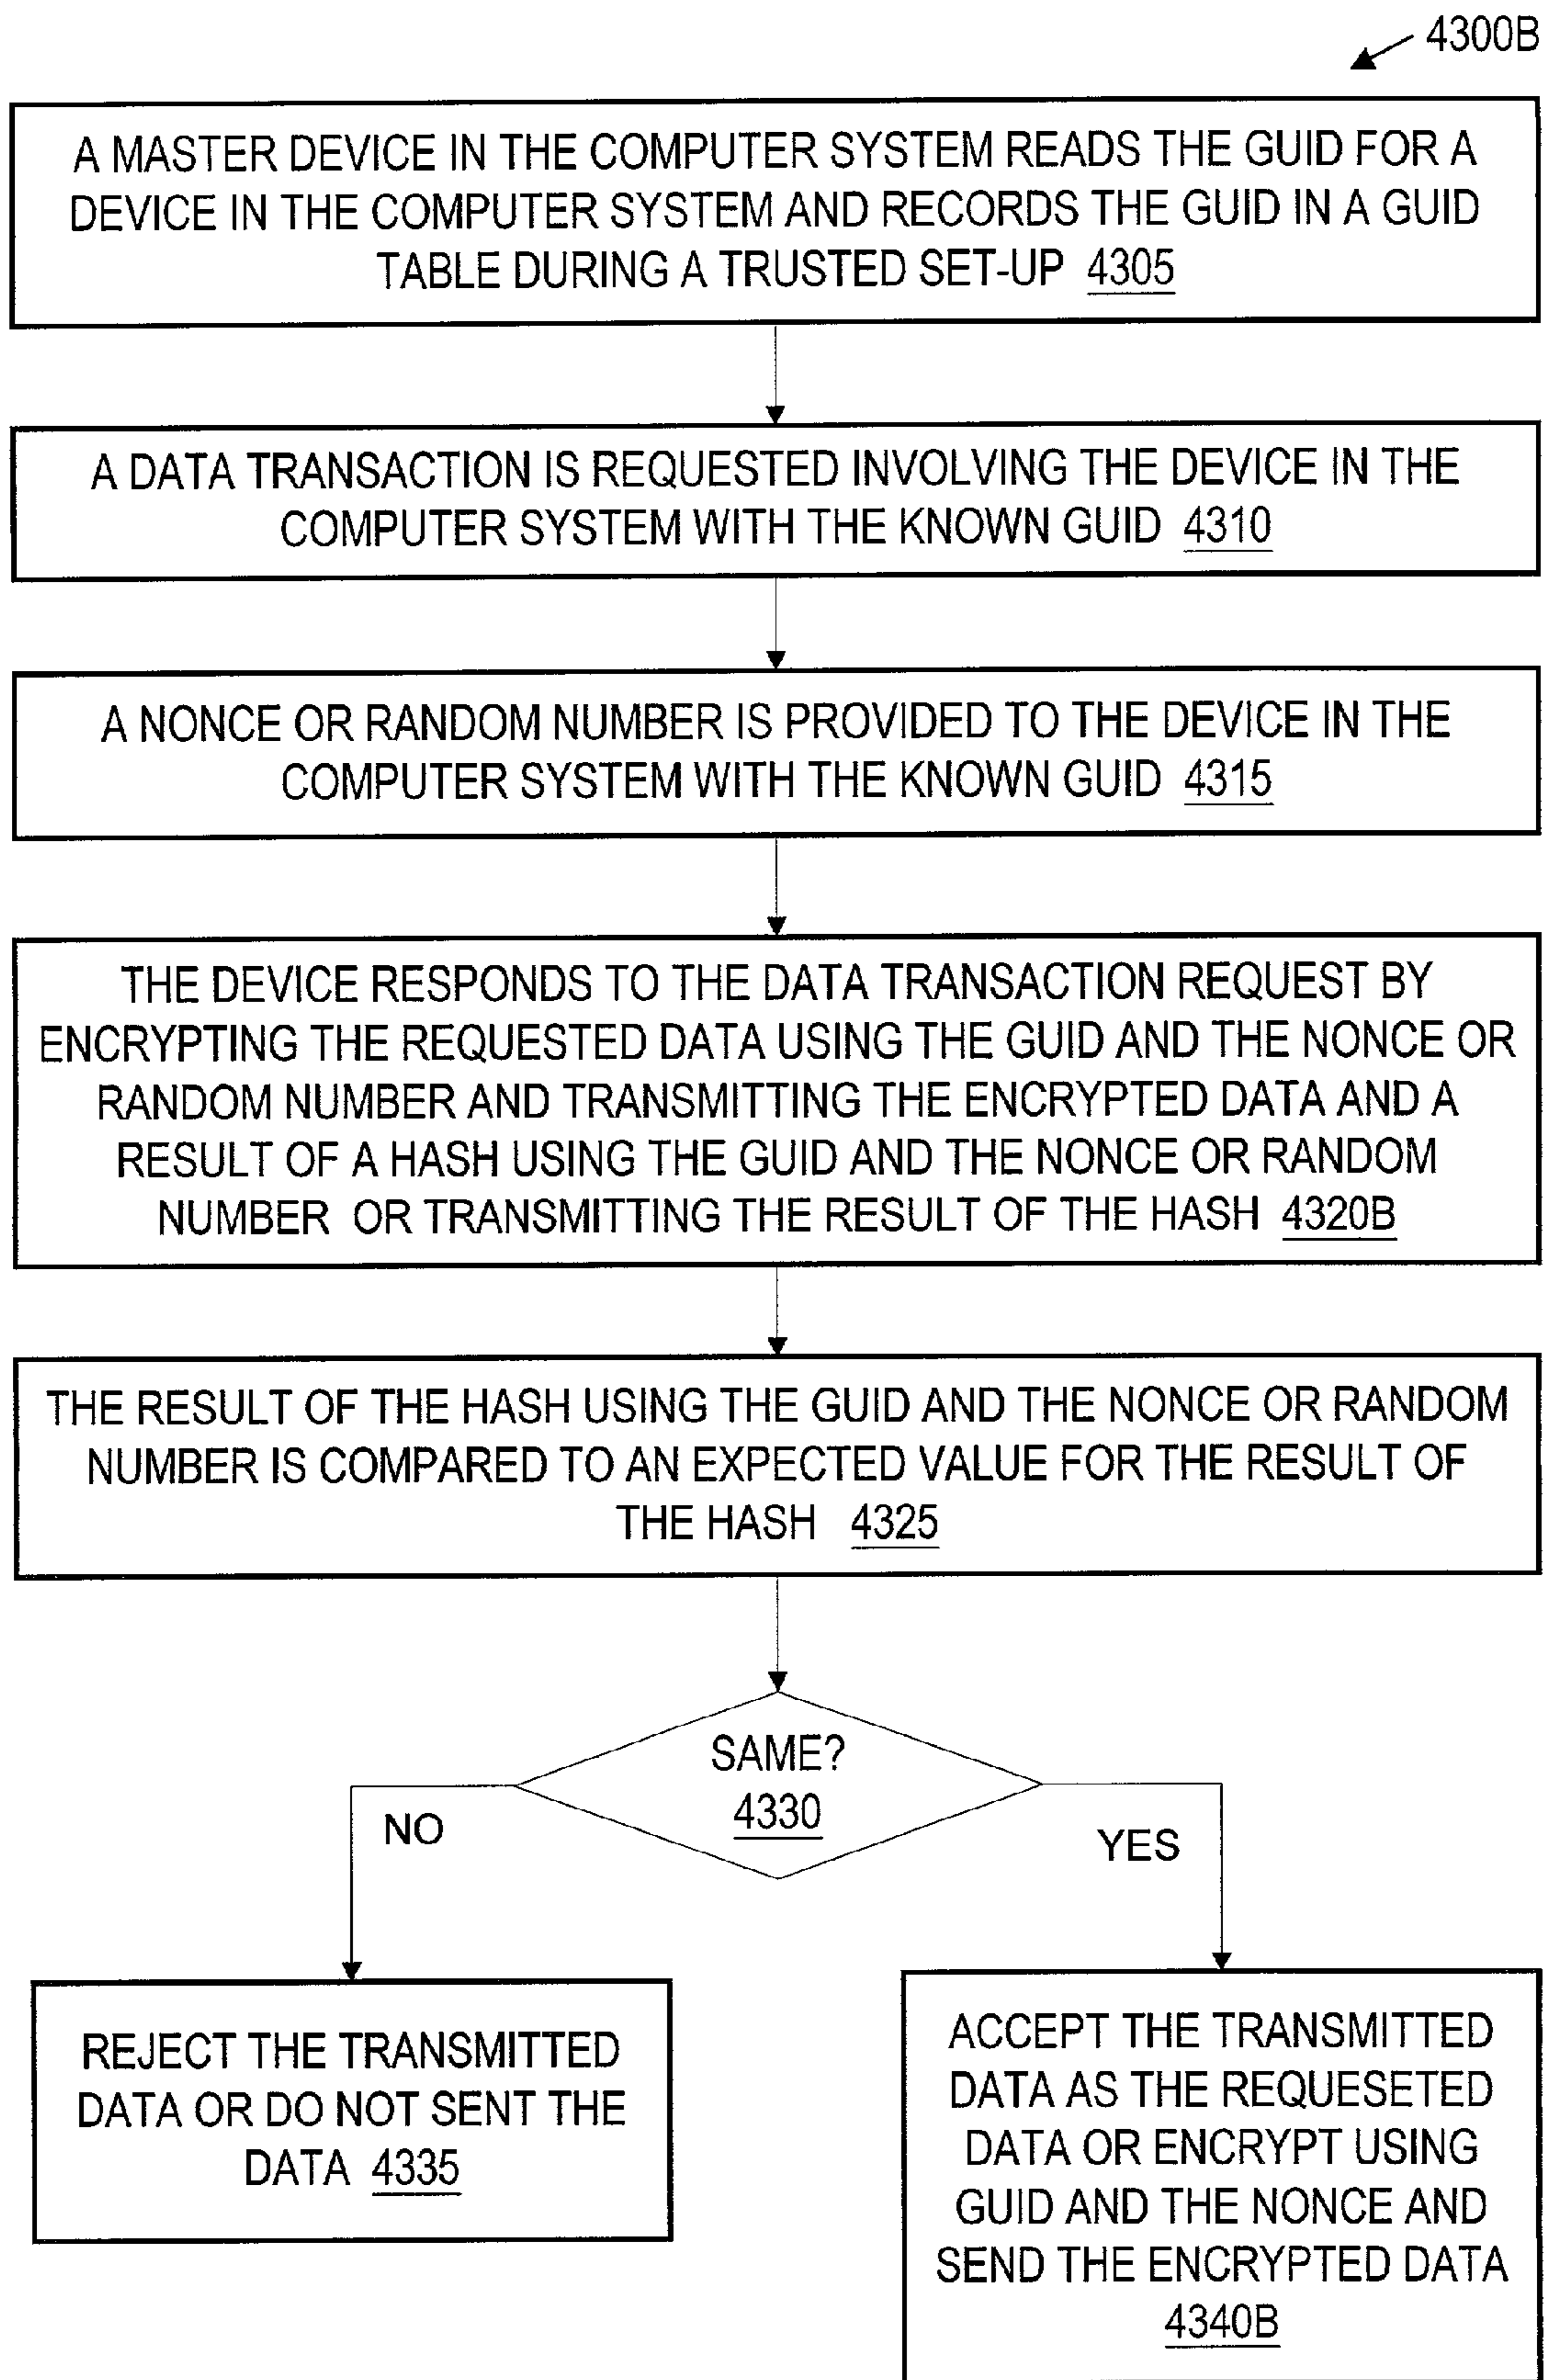 4300B
A MASTER DEVICE IN THE COMPUTER SYSTEM READS THE GUID FOR A
DEVICE IN THE COMPUTER SYSTEM AND RECORDS THE GUID IN A GUID
TABLE DURING A TRUSTED SET-UP 4305
A DATA TRANSACTION IS REQUESTED INVOLVING THE DEVICE IN THE
COMPUTER SYSTEM WITH THE KNOWN GUID 4310
A NONCE OR RANDOM NUMBER IS PROVIDED TO THE DEVICE IN THE
COMPUTER SYSTEM WITH THE KNOWN GUID 4315
THE DEVICE RESPONDS TO THE DATA TRANSACTION REQUEST BY
ENCRYPTING THE REQUESTED DATA USING THE GUID AND THE NONCE OR
RANDOM NUMBER AND TRANSMITTING THE ENCRYPTED DATA AND A
RESULT OF A HASH USING THE GUID AND THE NONCE OR RANDOM
NUMBER OR TRANSMITTING THE RESULT OF THE HASH 4320B
THE RESULT OF THE HASH USING THE GUID AND THE NONCE OR RANDOM
NUMBER IS COMPARED TO AN EXPECTED VALUE FOR THE RESULT OF
THE HASH 4325
SAME?
4330
NO
YES
REJECT THE TRANSMITTED
DATA OR DO NOT SENT THE
DATA 4335
ACCEPT THE TRANSMITTED
DATA AS THE REQUESETED
DATA OR ENCRYPT USING
GUID AND THE NONCE AND
SEND THE ENCRYPTED DATA
4340B